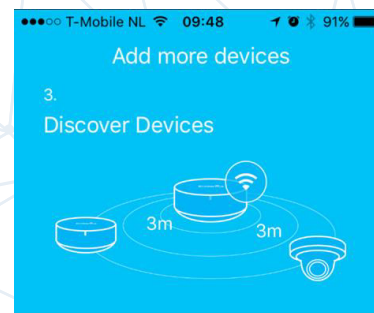 T-Mobile NL 09:48 91%
Add more devices
3.
Discover Devices
3m
3m